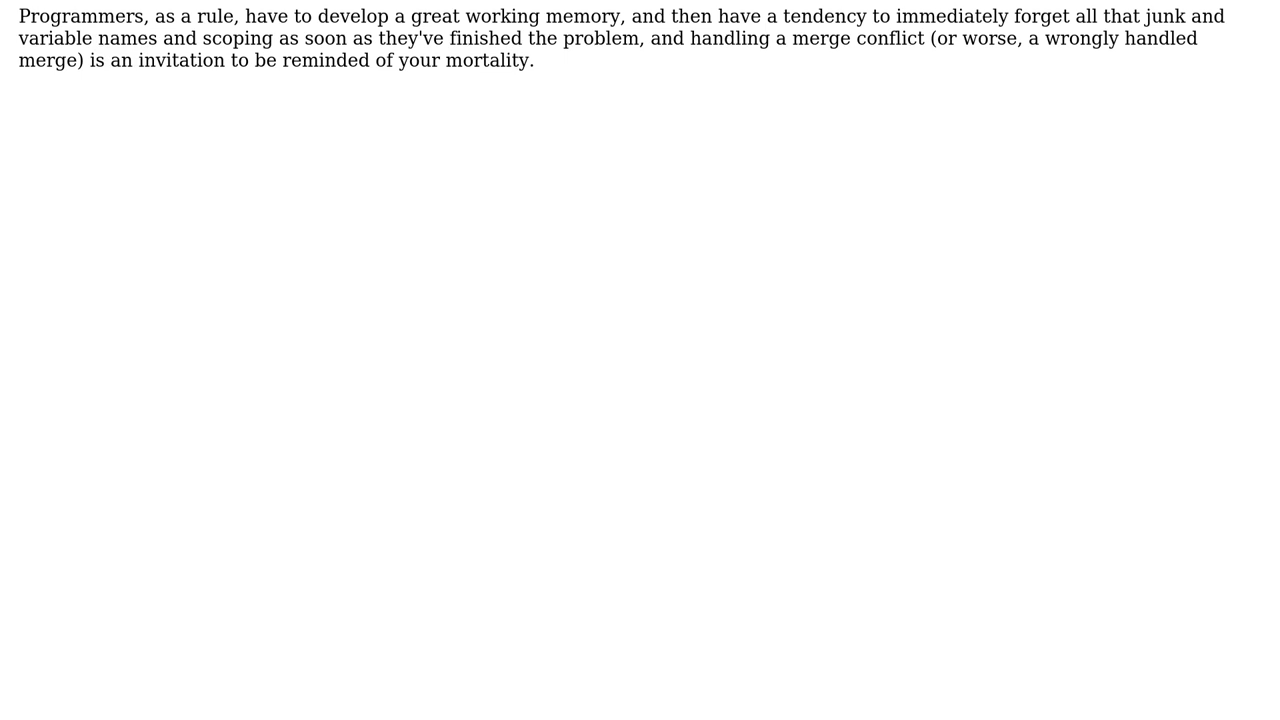 Programmers, as a rule, have to develop a great working memory, and then have a tendency to immediately forget all that junk and
variable names and scoping as soon as they've finished the problem, and handling a merge conflict (or worse, a wrongly handled
merge) is an invitation to be reminded of your mortality.